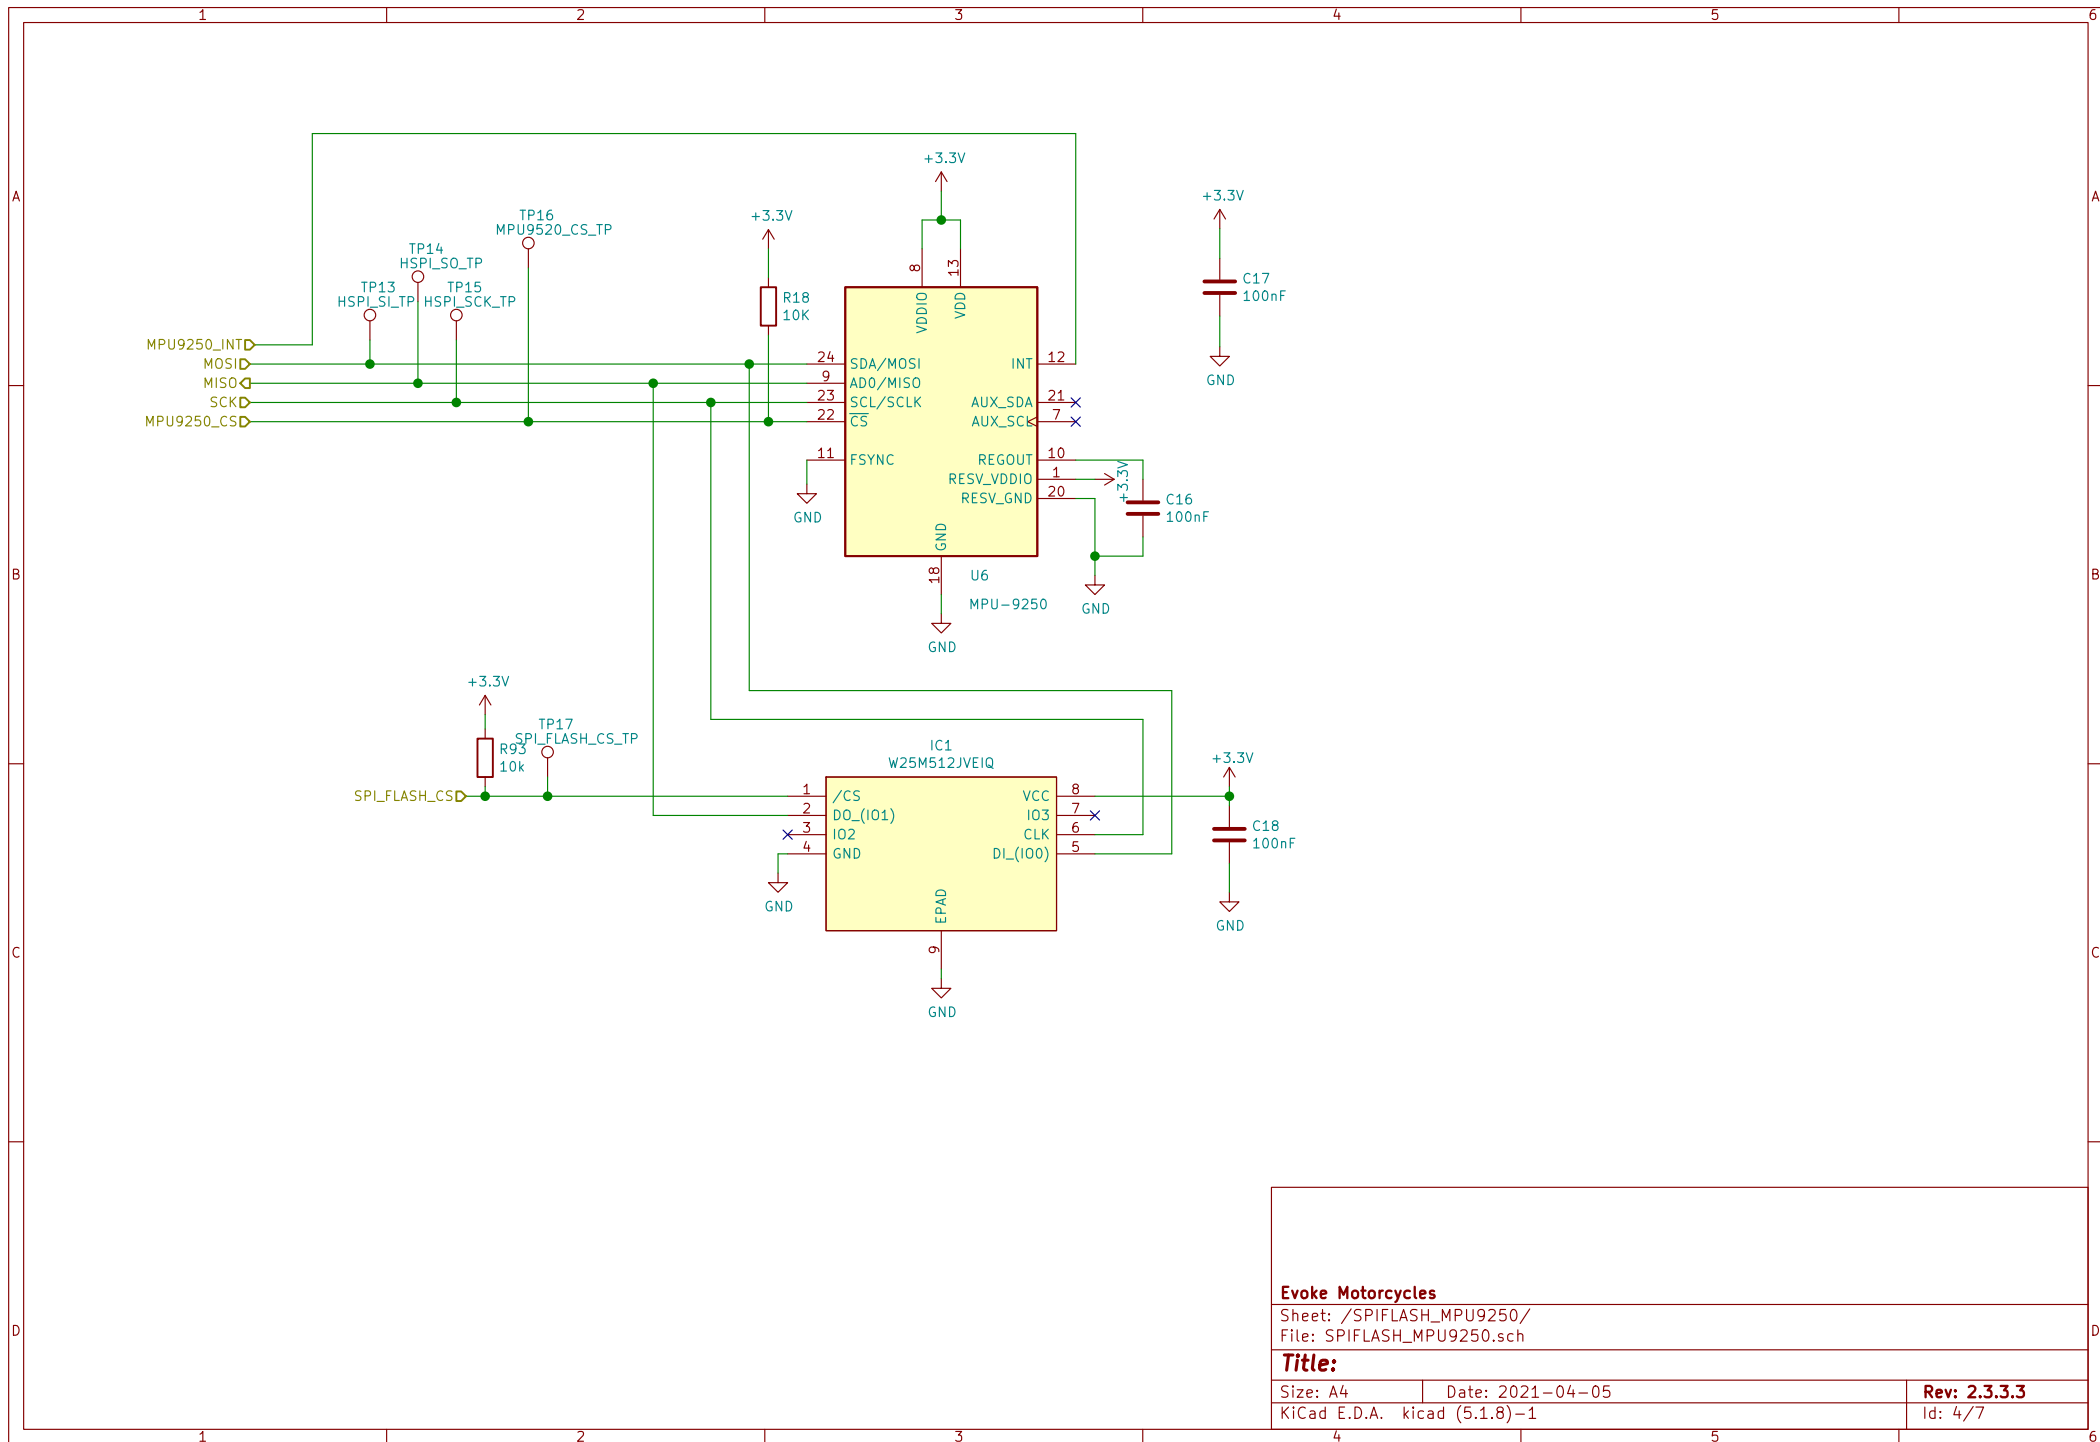 1 2 3 4 5 6
A
A
B
B
C
C
D
D
+3.3V
+3.3V
+3.3V
TP16
MPU9520_CS_TP
TP14
HSPI_SO_TP
TP13
HSPI_SI_TP
TP15
HSPI_SCK_TP
R18
10K
C17
100nF
GND
MPU9250_INT
MOSI
MISO
SCK
MPU9250_CS
8
13
VDDIO
VDD
24 SDA/MOSI
9 AD0/MISO
23 SCL/SCLK
22 CS
11 FSYNC
INT 12
AUX_SDA 21
AUX_SCL 7
REGOUT 10
RESV_VDDIO 1
RESV_GND 20
GND
18
+3.3V
C16
100nF
GND
GND
U6
MPU-9250
GND
+3.3V
TP17
SPI_FLASH_CS_TP
R93
10k
SPI_FLASH_CS
IC1
W25M512JVEIQ
1 /CS
2 DO_(IO1)
3 IO2
4 GND
VCC 8
IO3 7
CLK 6
DI_(IO0) 5
EPAD
9
GND
GND
+3.3V
C18
100nF
GND
Evoke Motorcycles
Sheet: /SPIFLASH_MPU9250/
File: SPIFLASH_MPU9250.sch
Title:
Size: A4 Date: 2021-04-05 Rev: 2.3.3.3
KiCad E.D.A. kicad (5.1.8)-1 Id: 4/7
1 2 3 4 5 6